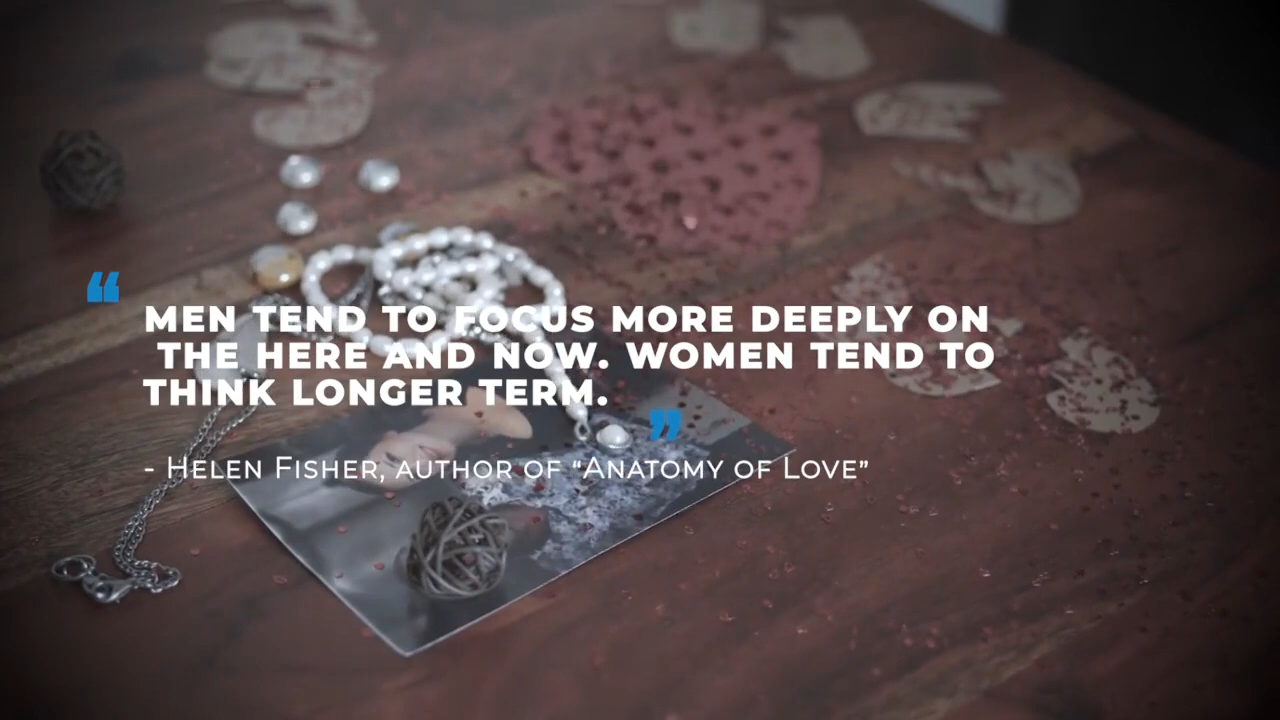 “
MEN TEND TO FOCUS MORE DEEPLY ON
THE HERE AND NOW. WOMEN TEND TO
THINK LONGER TERM.
”
- Helen Fisher, author of "Anatomy of Love"